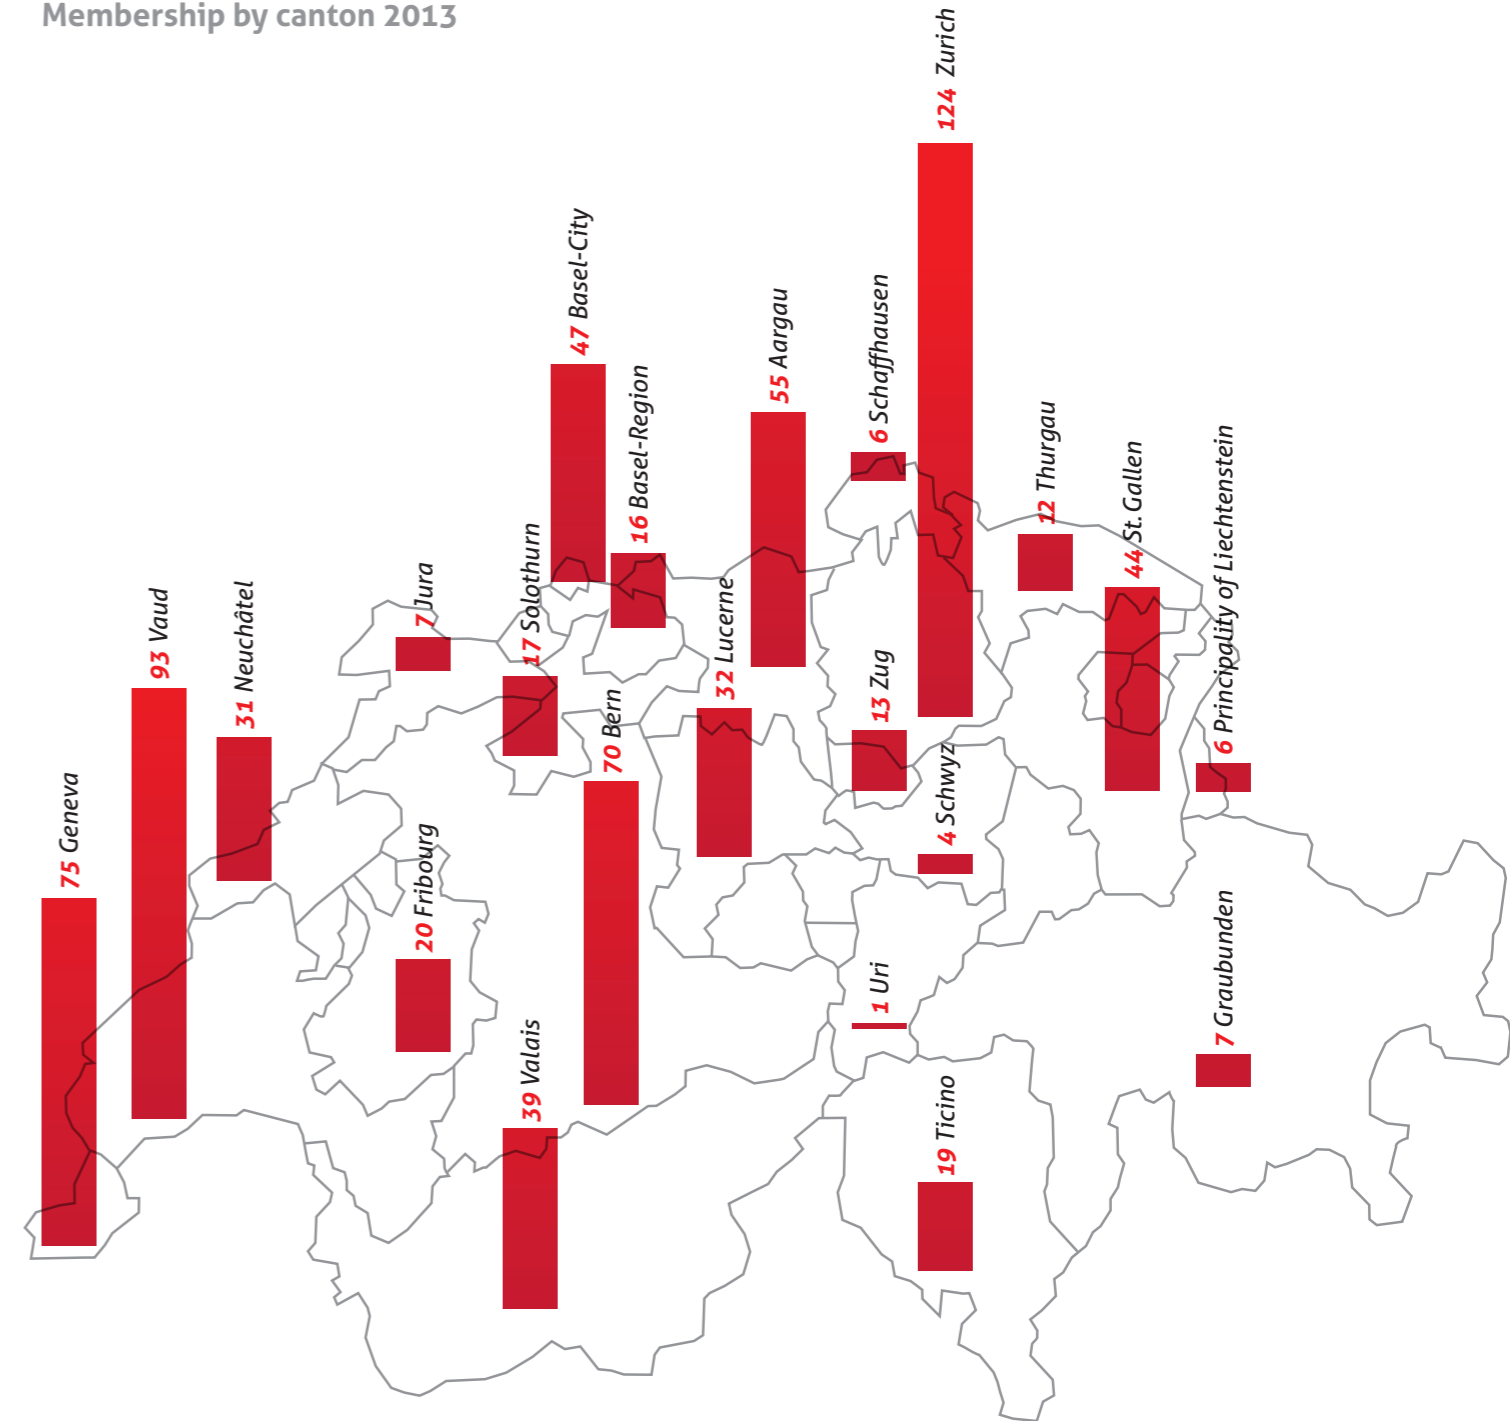 Membership by canton 2013
75 Geneva
93 Vaud
31 Neuchâtel
7 Jura
20 Fribourg
17 Solothurn
39 Valais
47 Basel-City
16 Basel-Region
70 Bern
32 Lucerne
55 Aargau
6 Schaffhausen
13 Zug
1 Uri
124 Zurich
4 Schwyz
19 Ticino
12 Thurgau
44 St. Gallen
6 Principality of Liechtenstein
7 Graubunden